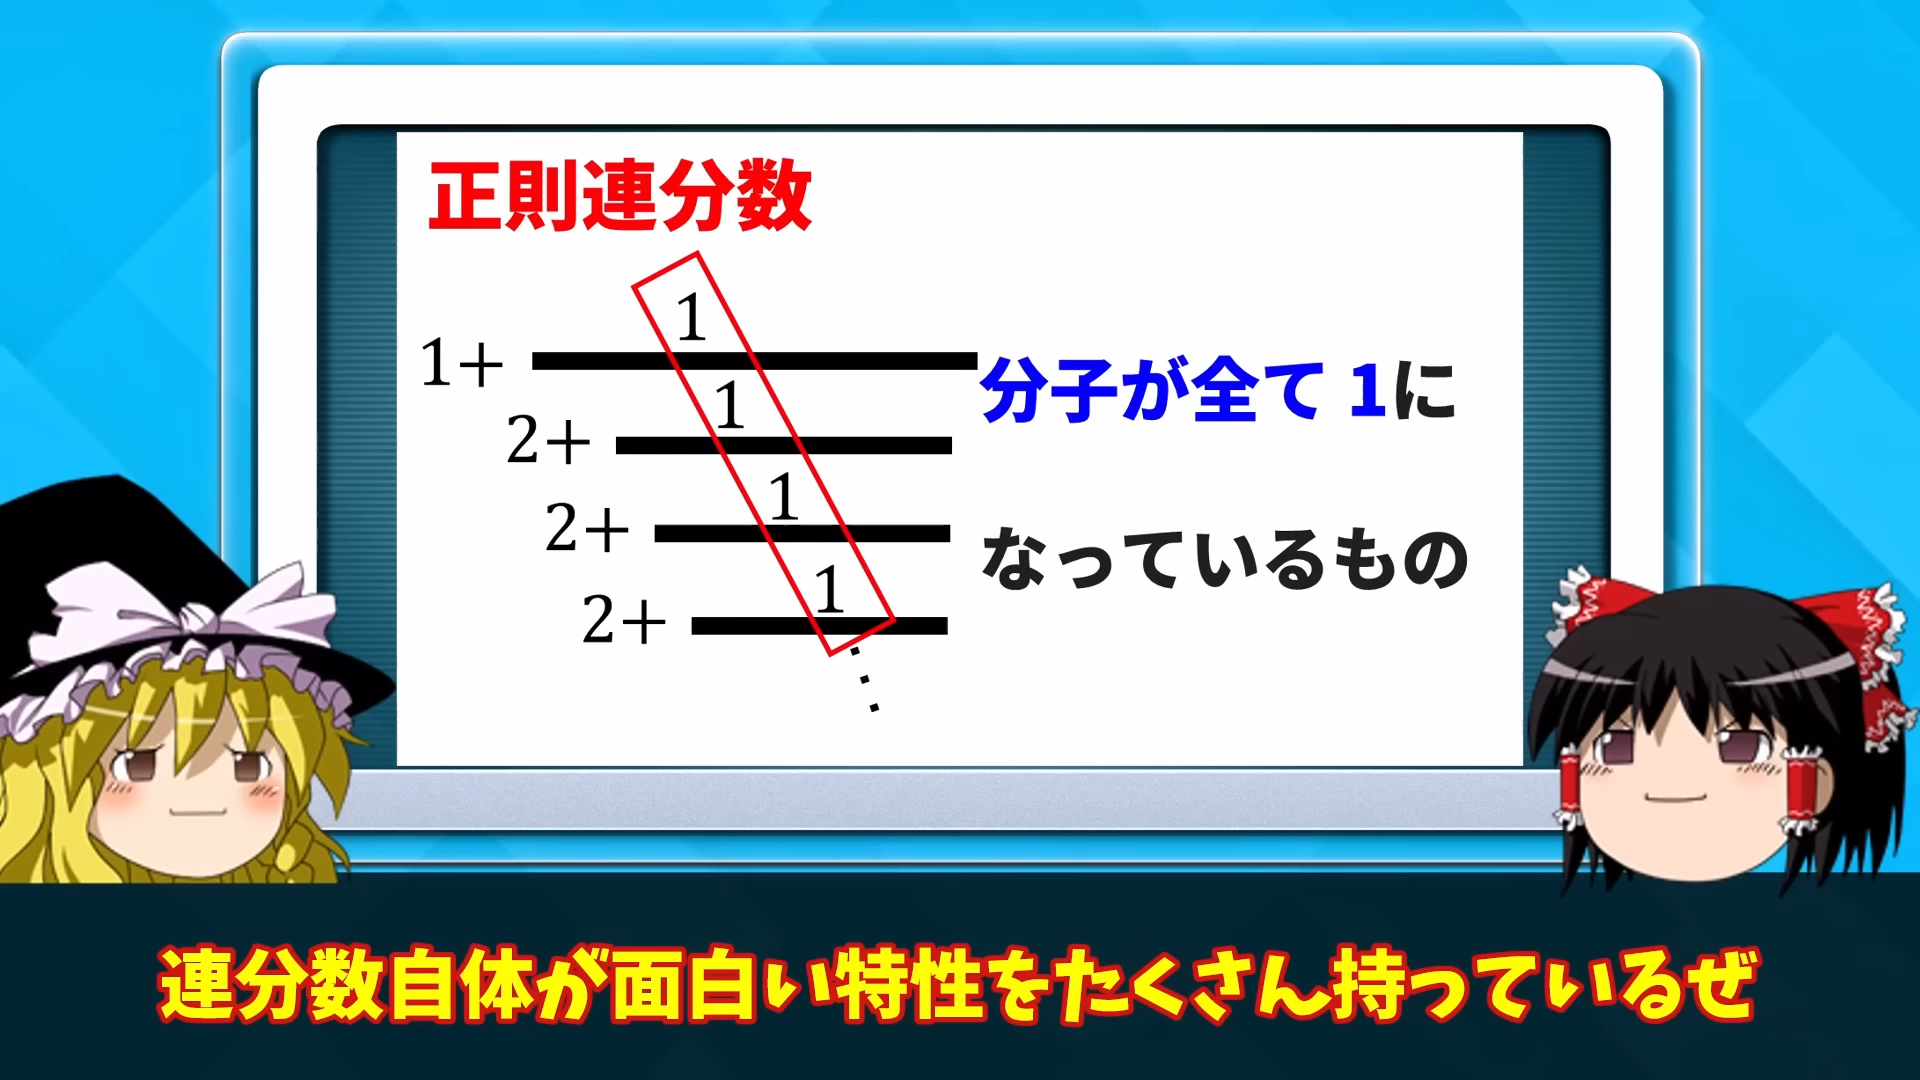 正則連分数
1
1+
1
2+
1
2+
1
2+
分子が全て1に
なっているもの
連分数自体が面白い特性をたくさん持っているぜ